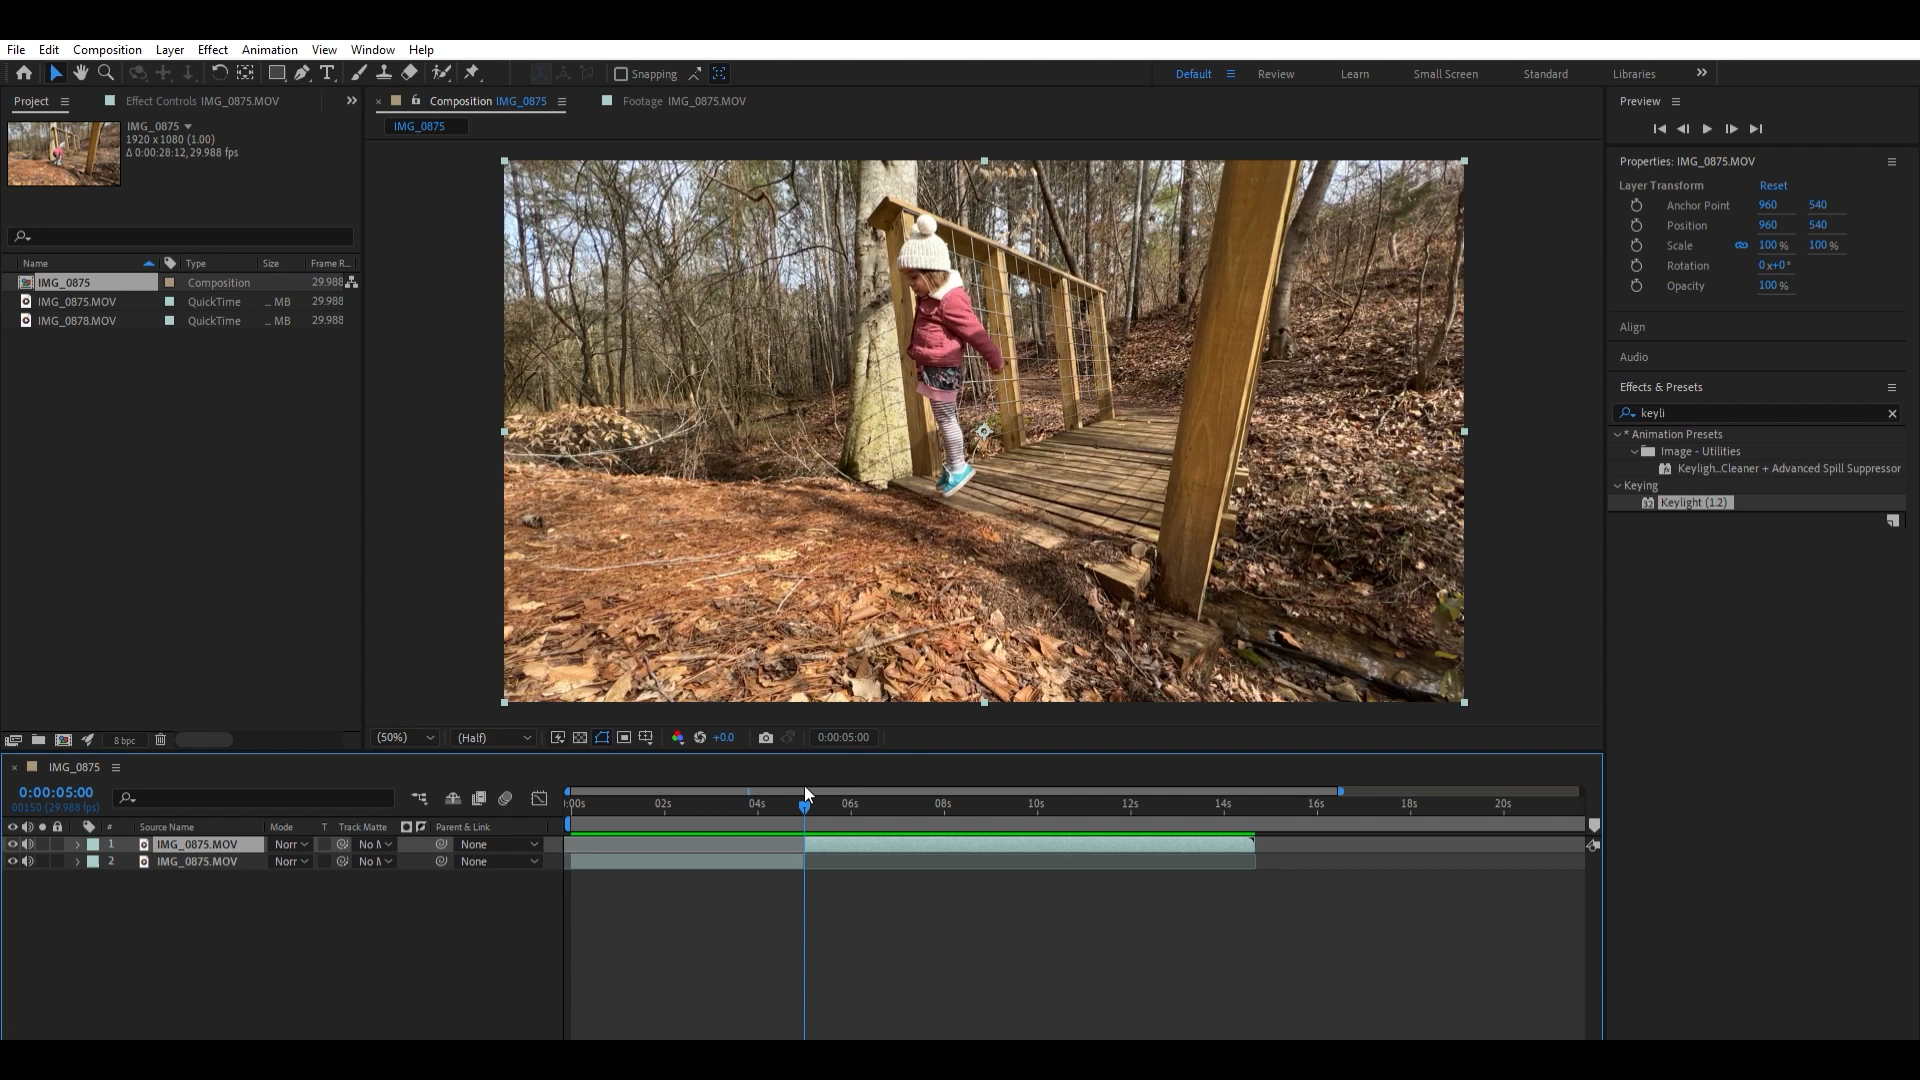 File Edit Composition Layer Effect Animation View Window Help
Snapping
Default Review Learn Small Screen Standard Libraries
Project Effect Controls IMG_0875.MOV
Composition IMG_0875 Footage IMG_0875.MOV
Preview
IMG_0875
1920 x 1080 (1.00)
Δ 0:00:28:12, 29.988 fps
IMG_0875
Properties: IMG_0875.MOV
Layer Transform Reset
Anchor Point 960 540
Position 960 540
Scale 100 % 100 %
Rotation 0x+0°
Opacity 100 %
Align
Audio
Effects & Presets
keyli
* Animation Presets
Image - Utilities
Keyligh...Cleaner + Advanced Spill Suppressor
Keying
Keylight (1.2)
Name Type Size Frame R...
IMG_0875 Composition 29.988
IMG_0875.MOV QuickTime ... MB 29.988
IMG_0878.MOV QuickTime ... MB 29.988
8 bpc
(50%) (Half) +0.0 0:00:05:00
IMG_0875
0:00:05:00
00150 (29.988 fps)
:00s 02s 04s 06s 08s 10s 12s 14s 16s 18s 20s
# Source Name Mode T Track Matte Parent & Link
1 IMG_0875.MOV Norr No M None
2 IMG_0875.MOV Norr No M None